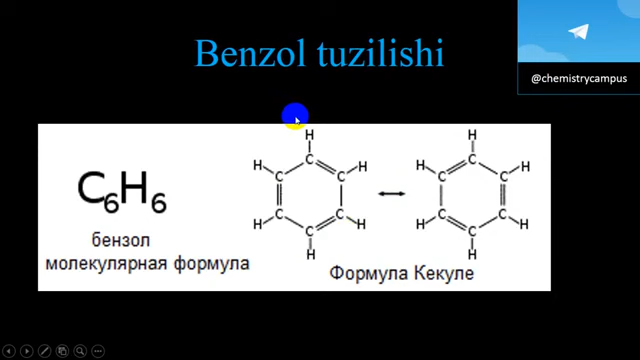 Benzol tuzilishi
@chemistrycampus
C6H6
бензол
молекулярная формула
H
H C H
C C
C C
H C H
H
H
H C H
C C
C C
H C H
H
Формула Кекуле